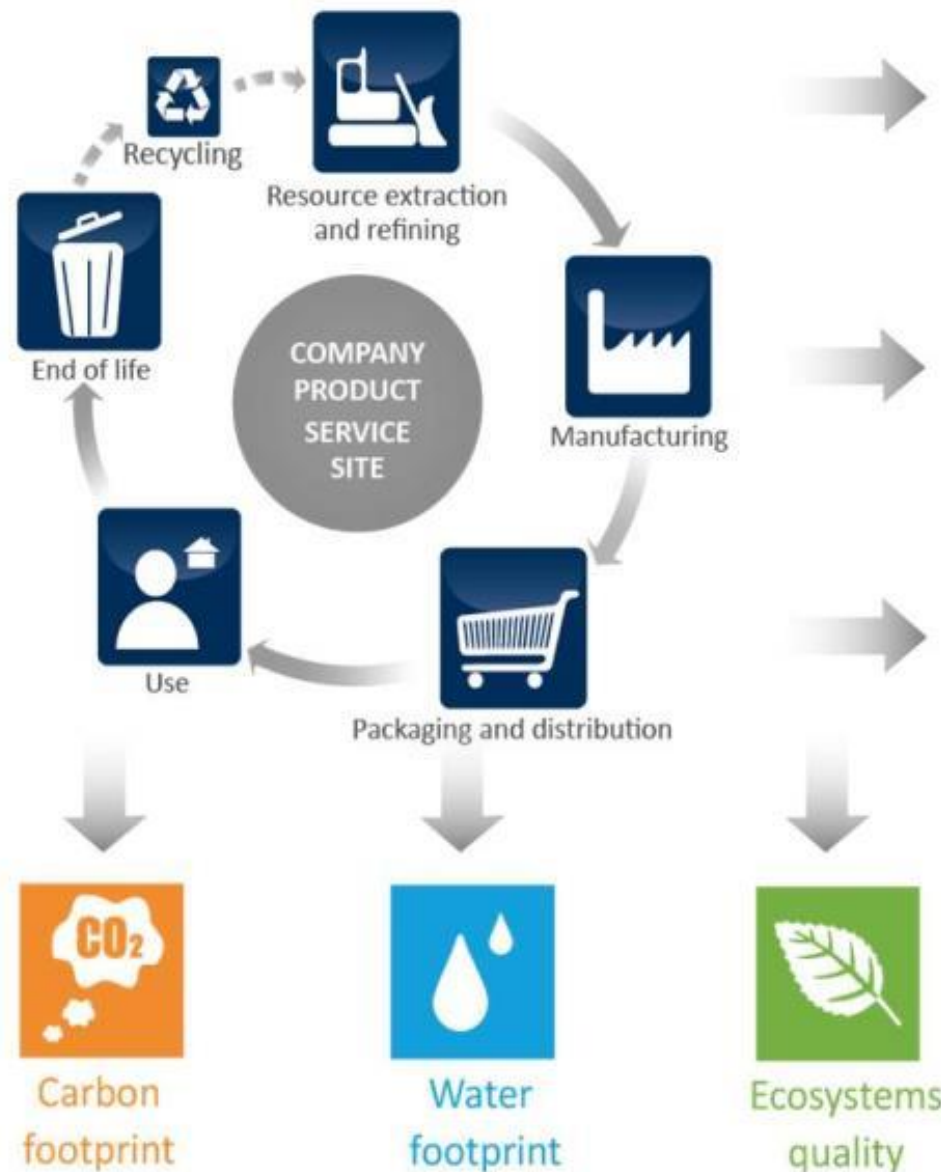 Recycling
Resource extraction
and refining
End of life
COMPANY
PRODUCT
SERVICE
SITE
Manufacturing
Use
Packaging and distribution
CO₂
Carbon
footprint
Water
footprint
Ecosystems
quality